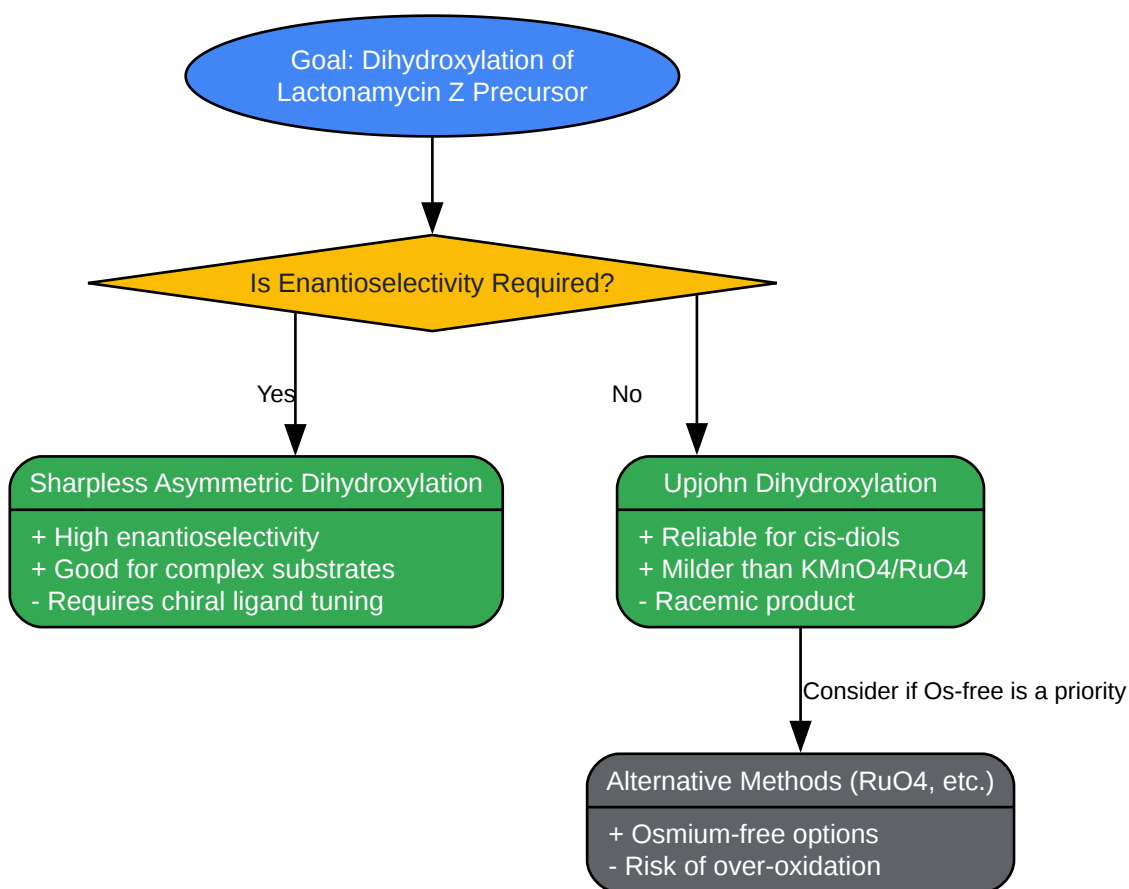 Goal: Dihydroxylation of
Lactonamycin Z Precursor
Is Enantioselectivity Required?
Yes
No
Sharpless Asymmetric Dihydroxylation
+ High enantioselectivity
+ Good for complex substrates
- Requires chiral ligand tuning
Upjohn Dihydroxylation
+ Reliable for cis-diols
+ Milder than KMnO4/RuO4
- Racemic product
Consider if Os-free is a priority
Alternative Methods (RuO4, etc.)
+ Osmium-free options
- Risk of over-oxidation